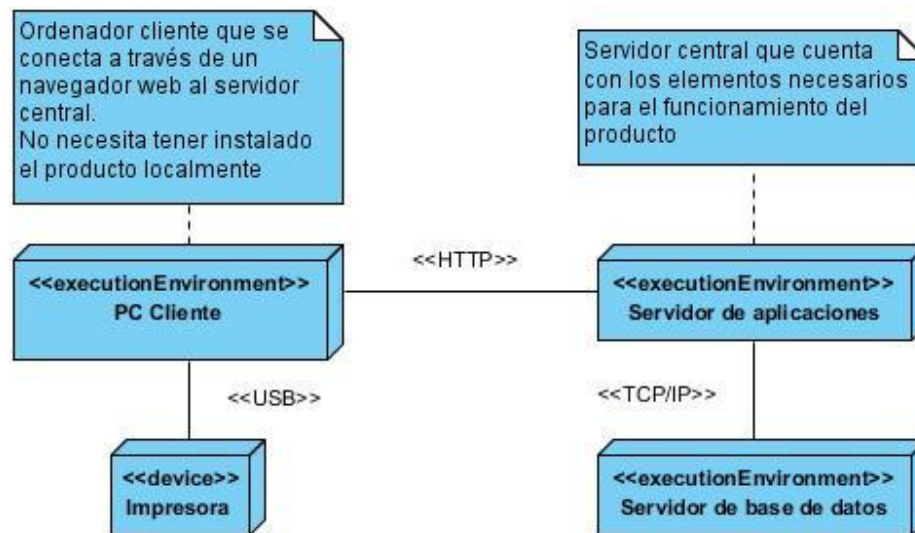 Ordenador cliente que se
conecta a través de un
navegador web al servidor
central.
No necesita tener instalado
el producto localmente
Servidor central que cuenta
con los elementos necesarios
para el funcionamiento del
producto
<<HTTP>>
<<executionEnvironment>>
PC Cliente
<<executionEnvironment>>
Servidor de aplicaciones
<<USB>>
<<TCP/IP>>
<<device>>
Impresora
<<executionEnvironment>>
Servidor de base de datos